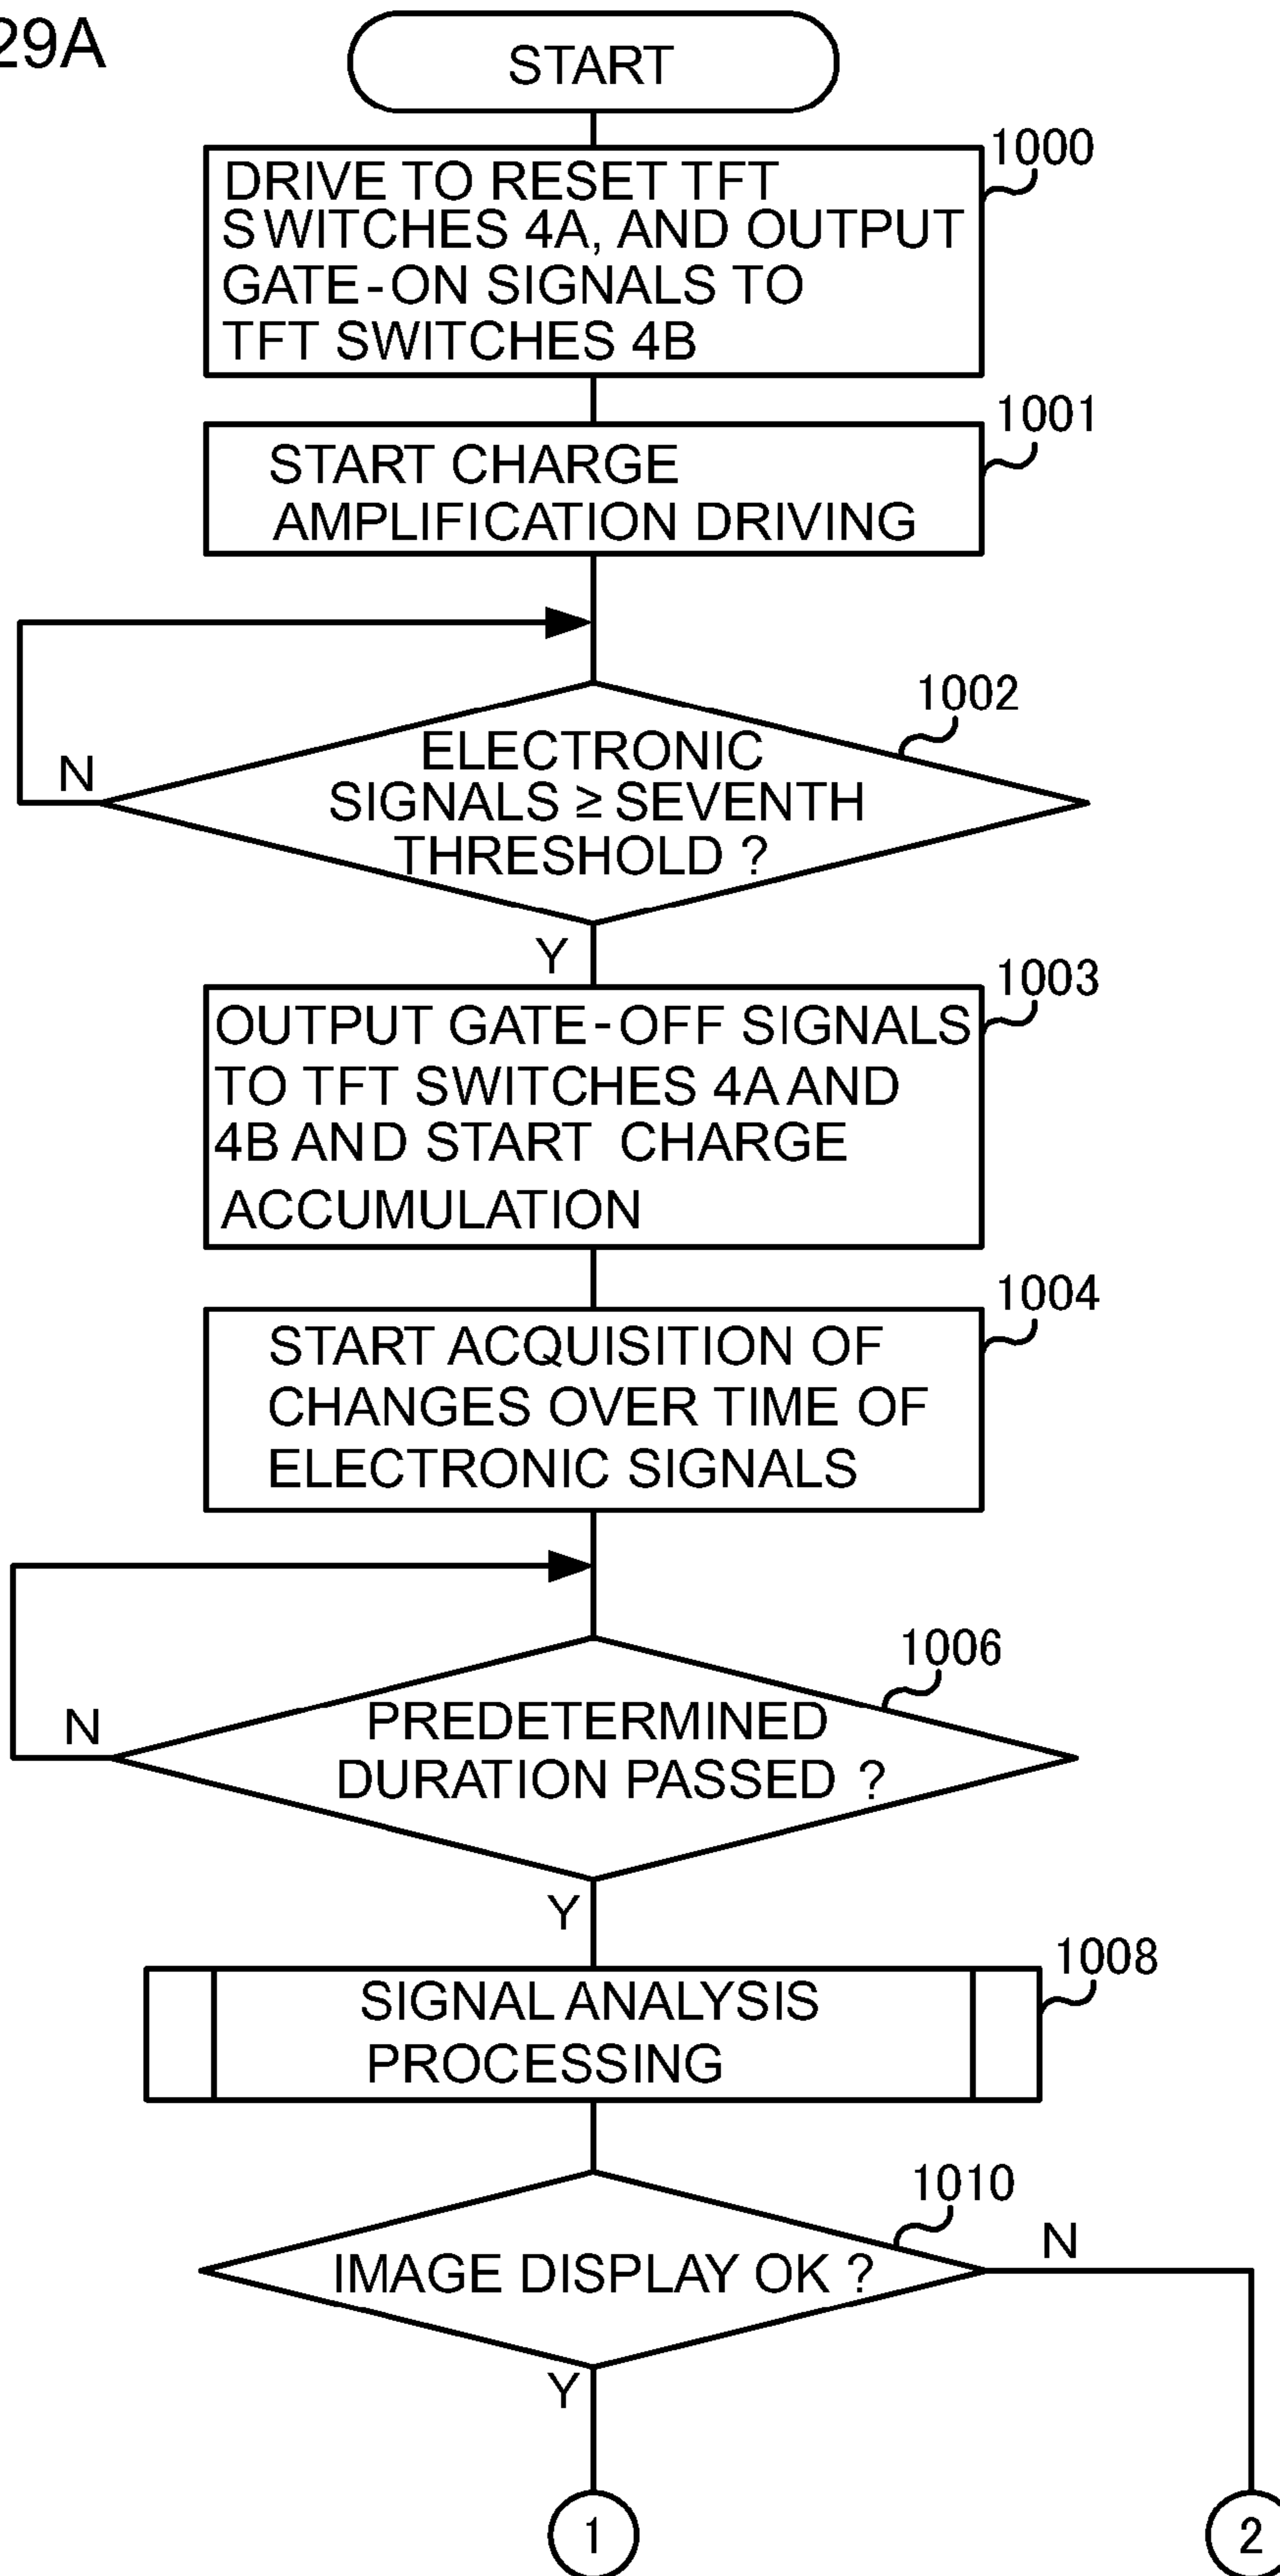 29A
START
1000
DRIVE TO RESET TFT
SWITCHES 4A, AND OUTPUT
GATE-ON SIGNALS TO
TFT SWITCHES 4B
1001
START CHARGE
AMPLIFICATION DRIVING
1002
ELECTRONIC
SIGNALS ≥ SEVENTH
THRESHOLD ?
N
Y
1003
OUTPUT GATE-OFF SIGNALS
TO TFT SWITCHES 4A AND
4B AND START CHARGE
ACCUMULATION
1004
START ACQUISITION OF
CHANGES OVER TIME OF
ELECTRONIC SIGNALS
1006
PREDETERMINED
DURATION PASSED ?
N
Y
1008
SIGNAL ANALYSIS
PROCESSING
1010
IMAGE DISPLAY OK ?
N
Y
1
2